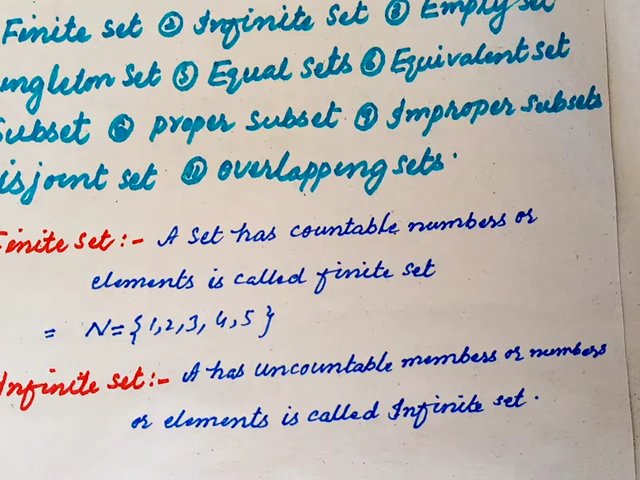 Finite set ② Infinite set ③ Empty set
ngleton set ⑤ Equal sets ⑥ Equivalent set
Subset ⑧ proper subset ⑨ Improper subsets
isjoint set ⑪ overlapping sets.
Finite set :- A set has countable numbers or
elements is called finite set
= N={1,2,3,4,5}
Infinite set :- A has uncountable members or numbers
or elements is called Infinite set.